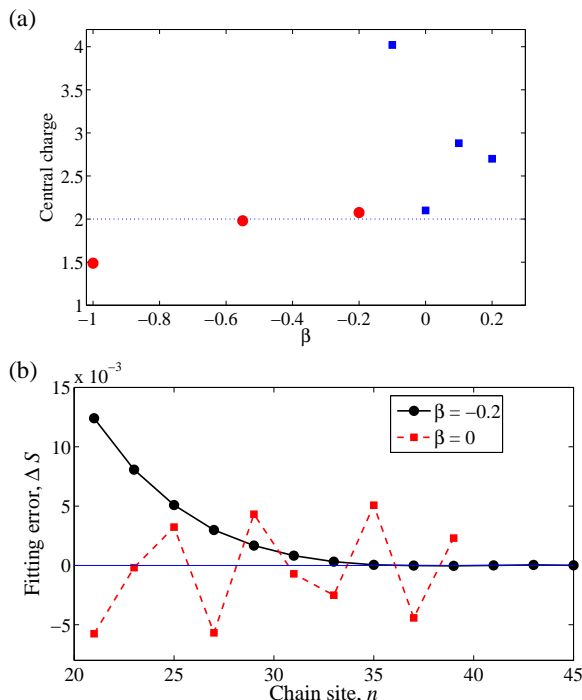 (a)
Central charge
4
3.5
3
2.5
2
1.5
1
−1 −0.8 −0.6 −0.4 −0.2 0 0.2
β
(b)
x 10⁻³
15
10
5
0
−5
Fitting error, Δ S
β = −0.2
β = 0
20 25 30 35 40 45
Chain site, n